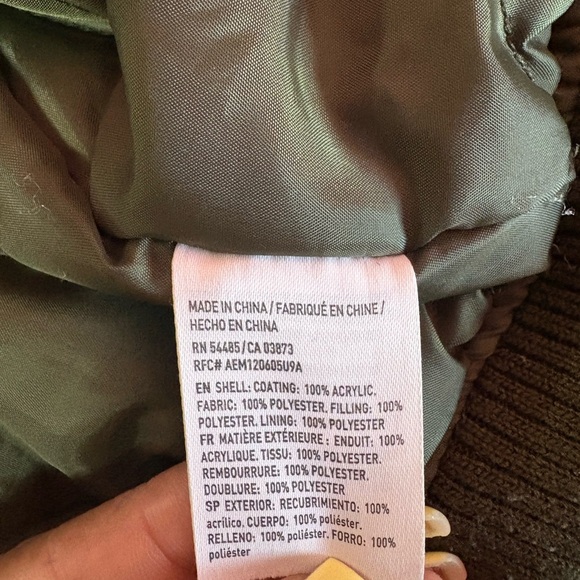 MADE IN CHINA / FABRIQUÉ EN CHINE /
HECHO EN CHINA
RN 54485/CA 03873
RFC# AEM120605U9A
EN SHELL: COATING: 100% ACRYLIC.
FABRIC: 100% POLYESTER. FILLING: 100%
POLYESTER. LINING: 100% POLYESTER
FR MATIÈRE EXTÉRIEURE : ENDUIT: 100%
ACRYLIQUE. TISSU: 100% POLYESTER.
REMBOURRURE: 100% POLYESTER.
DOUBLURE: 100% POLYESTER
SP EXTERIOR: RECUBRIMIENTO: 100%
acrílico. CUERPO: 100% poliéster.
RELLENO: 100% poliéster. FORRO: 100%
poliéster